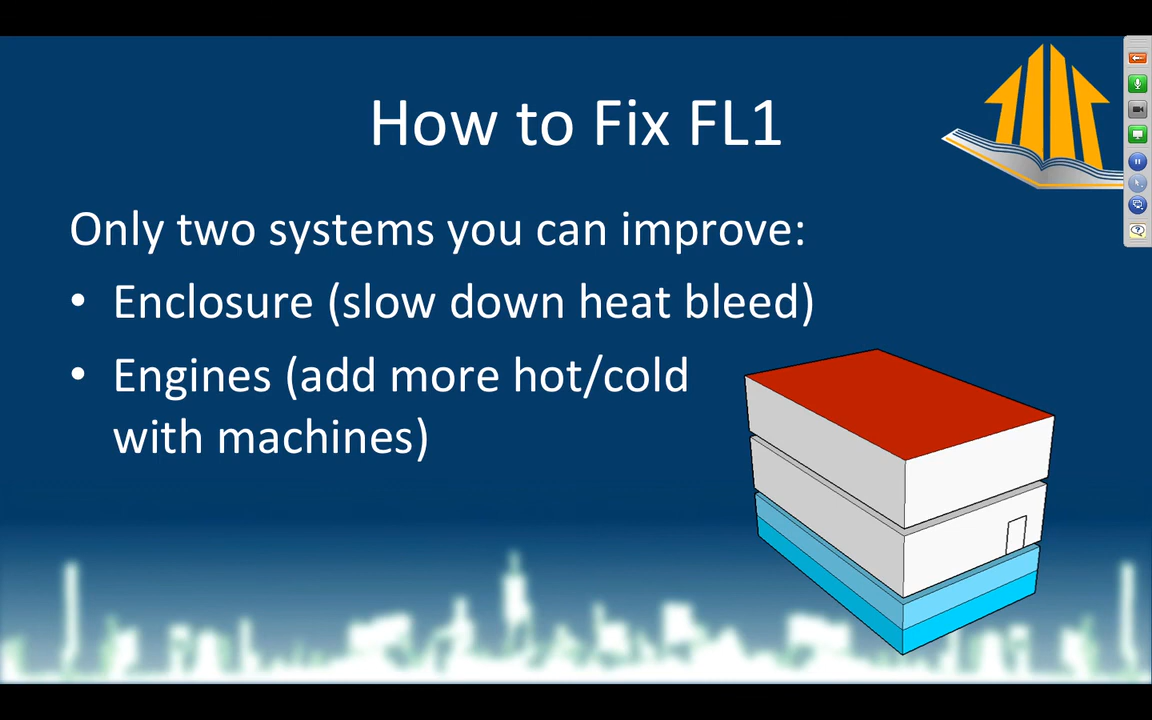 How to Fix FL1
Only two systems you can improve:
• Enclosure (slow down heat bleed)
• Engines (add more hot/cold
with machines)